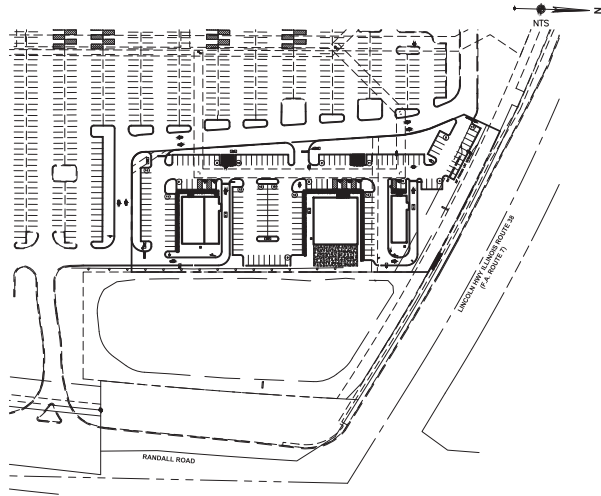 N
NTS
LINCOLN HWY ILLINOIS ROUTE 38
(F.A. ROUTE 7)
RANDALL ROAD